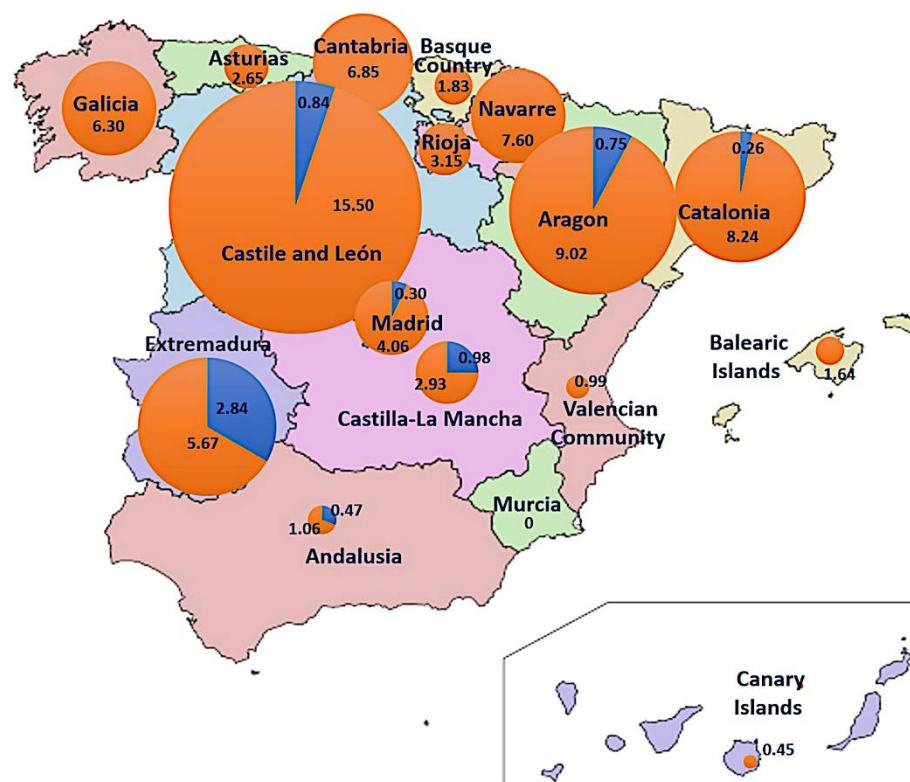 Cantabria
6.85
Asturias
2.65
Basque
Country
1.83
Galicia
6.30
0.84
Navarre
7.60
Rioja
3.15
0.75
0.26
15.50
Aragon
9.02
Catalonia
8.24
Castile and León
0.30
Madrid
4.06
Extremadura
2.84
5.67
0.98
2.93
Castilla-La Mancha
0.99
Valencian
Community
Balearic
Islands
1.64
Murcia
0
0.47
1.06
Andalusia
Canary
Islands
0.45